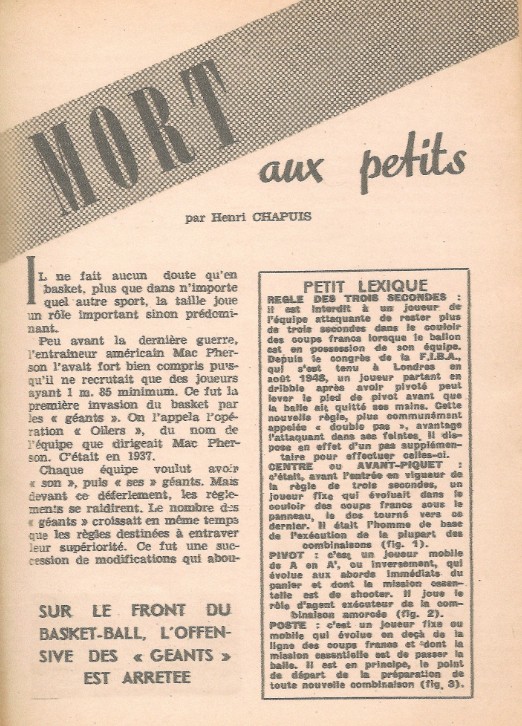 MORT
aux petits
par Henri CHAPUIS
IL ne fait aucun doute qu'en
basket, plus que dans n'importe
quel autre sport, la taille joue
un rôle important sinon prédomi-
nant.
Peu avant la dernière guerre,
l'entraîneur américain Mac Pher-
son l'avait fort bien compris puis-
qu'il ne recrutait que des joueurs
ayant 1 m. 85 minimum. Ce fut la
première invasion du basket par
les « géants ». On l'appela l'opé-
ration « Oilers », du nom de
l'équipe que dirigeait Mac Pher-
son. C'était en 1937.
Chaque équipe voulut avoir
« son », puis « ses » géants. Mais
devant ce déferlement, les règle-
ments se raidirent. Le nombre des
« géants » croissait en même temps
que les règles destinées à entraver
leur supériorité. Ce fut une suc-
cession de modifications qui abou-
SUR LE FRONT DU
BASKET-BALL, L'OFFEN-
SIVE DES « GEANTS »
EST ARRETEE
PETIT LEXIQUE
REGLE DES TROIS SECONDES :
il est interdit à un joueur de
l'équipe attaquante de rester plus
de trois secondes dans le couloir
des coups francs lorsque le ballon
est en possession de son équipe.
Depuis le congrès de la F.I.B.A.,
qui s'est tenu à Londres en
août 1948, un joueur partant en
dribble après avoir pivoté peut
lever le pied de pivot avant que
la balle ait quitté ses mains. Cette
nouvelle règle, plus communément
appelée « double pas », avantage
l'attaquant dans ses feintes. Il dis-
pose en effet d'un pas supplémen-
taire pour effectuer celles-ci.
CENTRE ou AVANT-PIQUET :
c'était, avant l'entrée en vigueur de
la règle de trois secondes, un
joueur fixe qui évoluait dans le
couloir des coups francs sous le
panneau, le dos tourné vers ce
dernier. Il était l'homme de base
de l'exécution de la plupart des
combinaisons (fig. 1).
PIVOT : c'est un joueur mobile
de A en A', ou inversement, qui
évolue aux abords immédiats du
panier et dont la mission essen-
tielle est de shooter. Il joue le
rôle d'agent exécuteur de la com-
binaison amorcée (fig. 2).
POSTE : c'est un joueur fixe ou
mobile qui évolue en deçà de la
ligne des coups francs et dont la
mission essentielle est de passer la
balle. Il est en principe, le point
de départ de la préparation de
toute nouvelle combinaison (fig. 3).